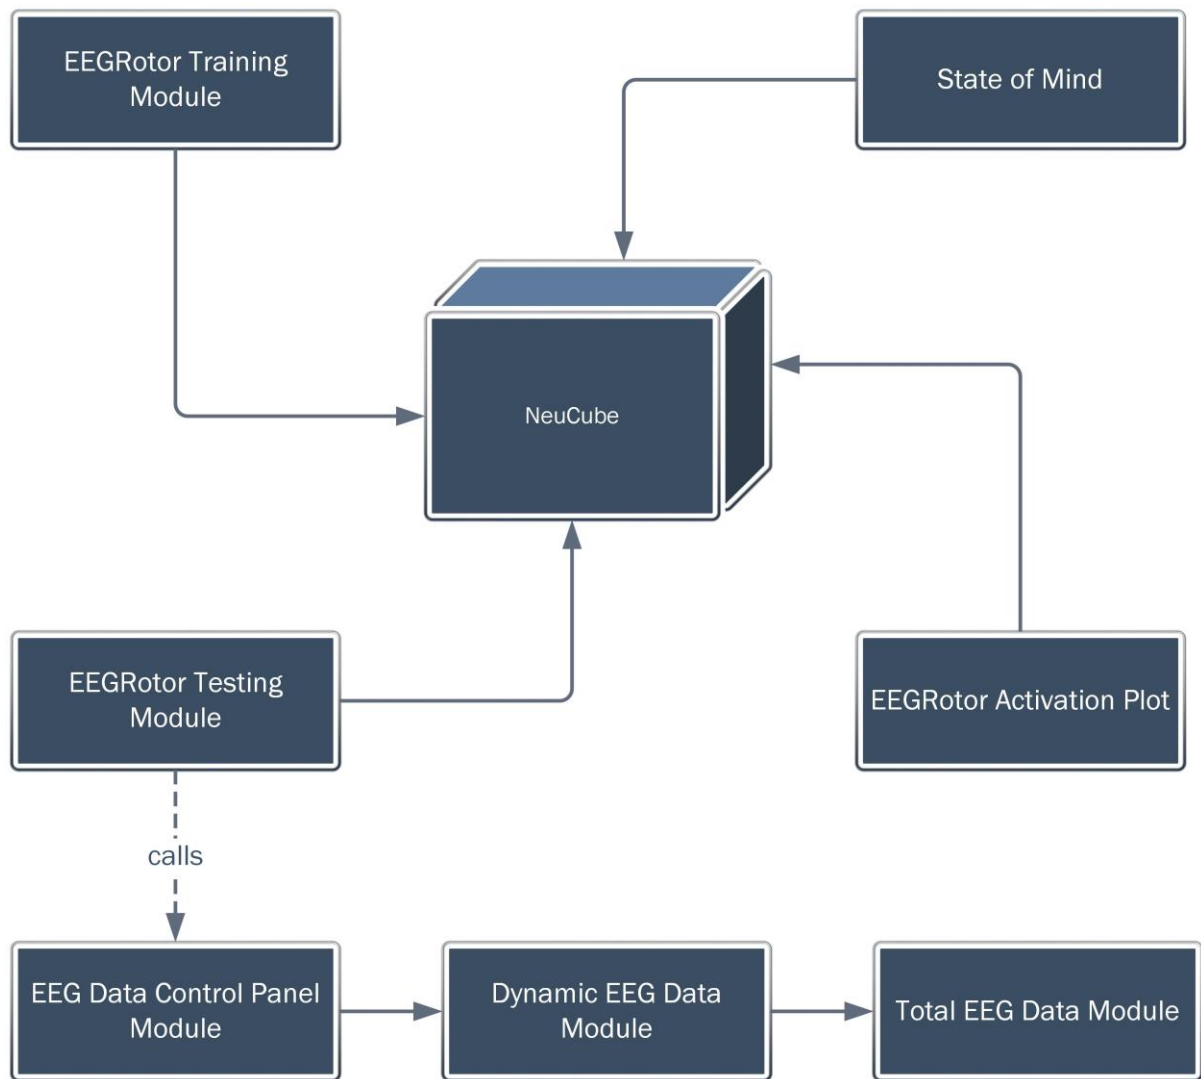 EEGRotor Training
Module
State of Mind
NeuCube
EEGRotor Testing
Module
EEGRotor Activation Plot
calls
EEG Data Control Panel
Module
Dynamic EEG Data
Module
Total EEG Data Module